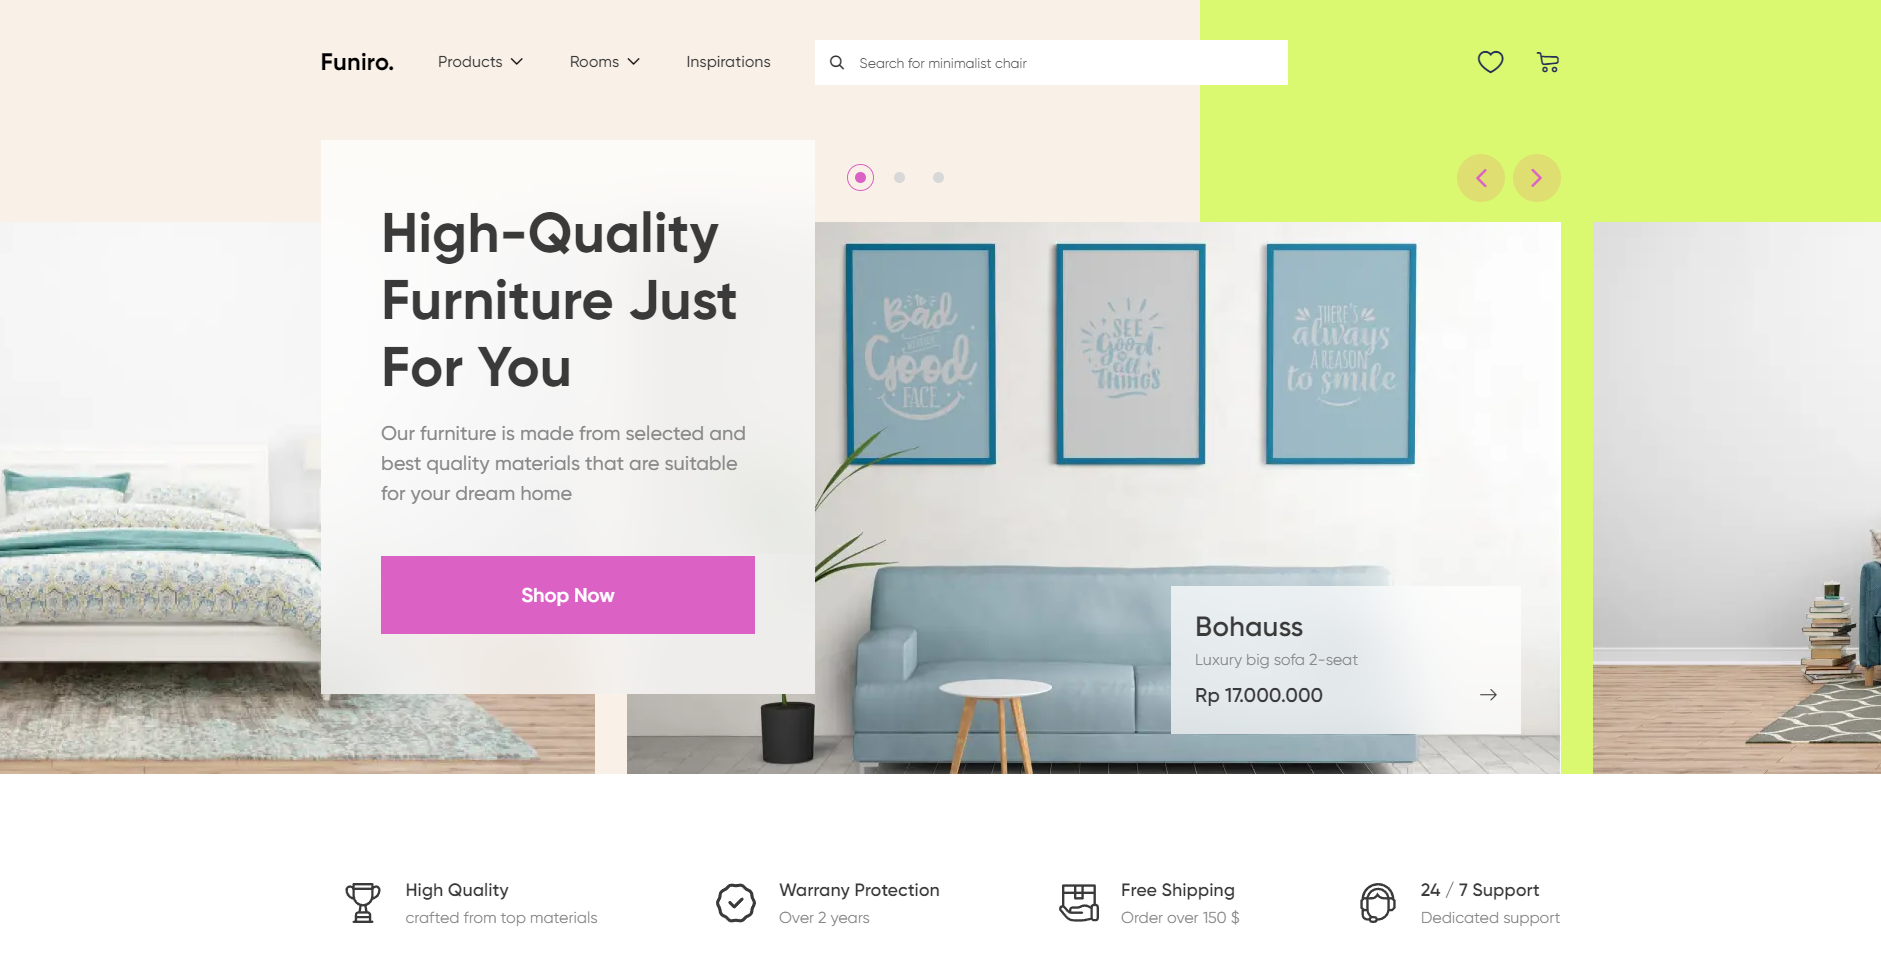 Funiro.
Products
Rooms
Inspirations
Search for minimalist chair
High-Quality
Furniture Just
For You
Our furniture is made from selected and
best quality materials that are suitable
for your dream home
Shop Now
to
Bad
Good
FACE
SEE
Good
in
all
THINGS
THERE'S
always
A REASON
to smile
Bohauss
Luxury big sofa 2-seat
Rp 17.000.000
High Quality
crafted from top materials
Warrany Protection
Over 2 years
Free Shipping
Order over 150 $
24 / 7 Support
Dedicated support